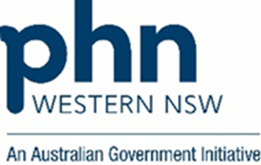 phn
WESTERN NSW
An Australian Government Initiative